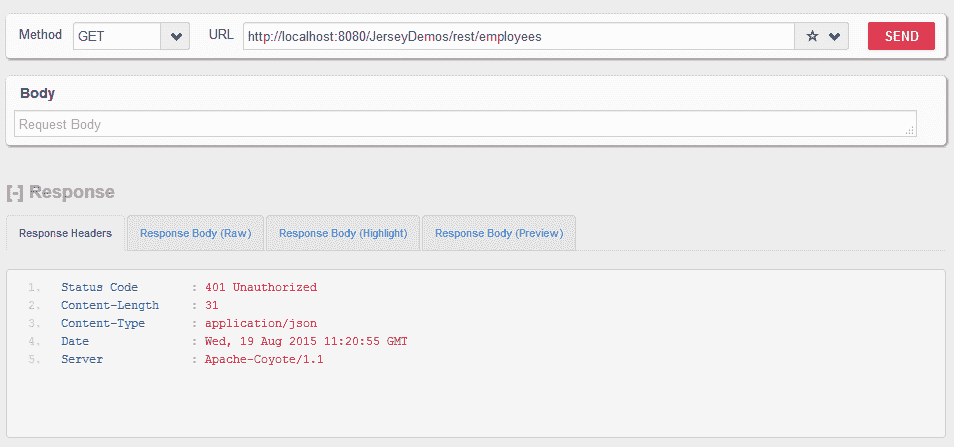 Method GET URL http://localhost:8080/JerseyDemos/rest/employees SEND
Body
Request Body
[-] Response
Response Headers Response Body (Raw) Response Body (Highlight) Response Body (Preview)
1. Status Code : 401 Unauthorized
2. Content-Length : 31
3. Content-Type : application/json
4. Date : Wed, 19 Aug 2015 11:20:55 GMT
5. Server : Apache-Coyote/1.1